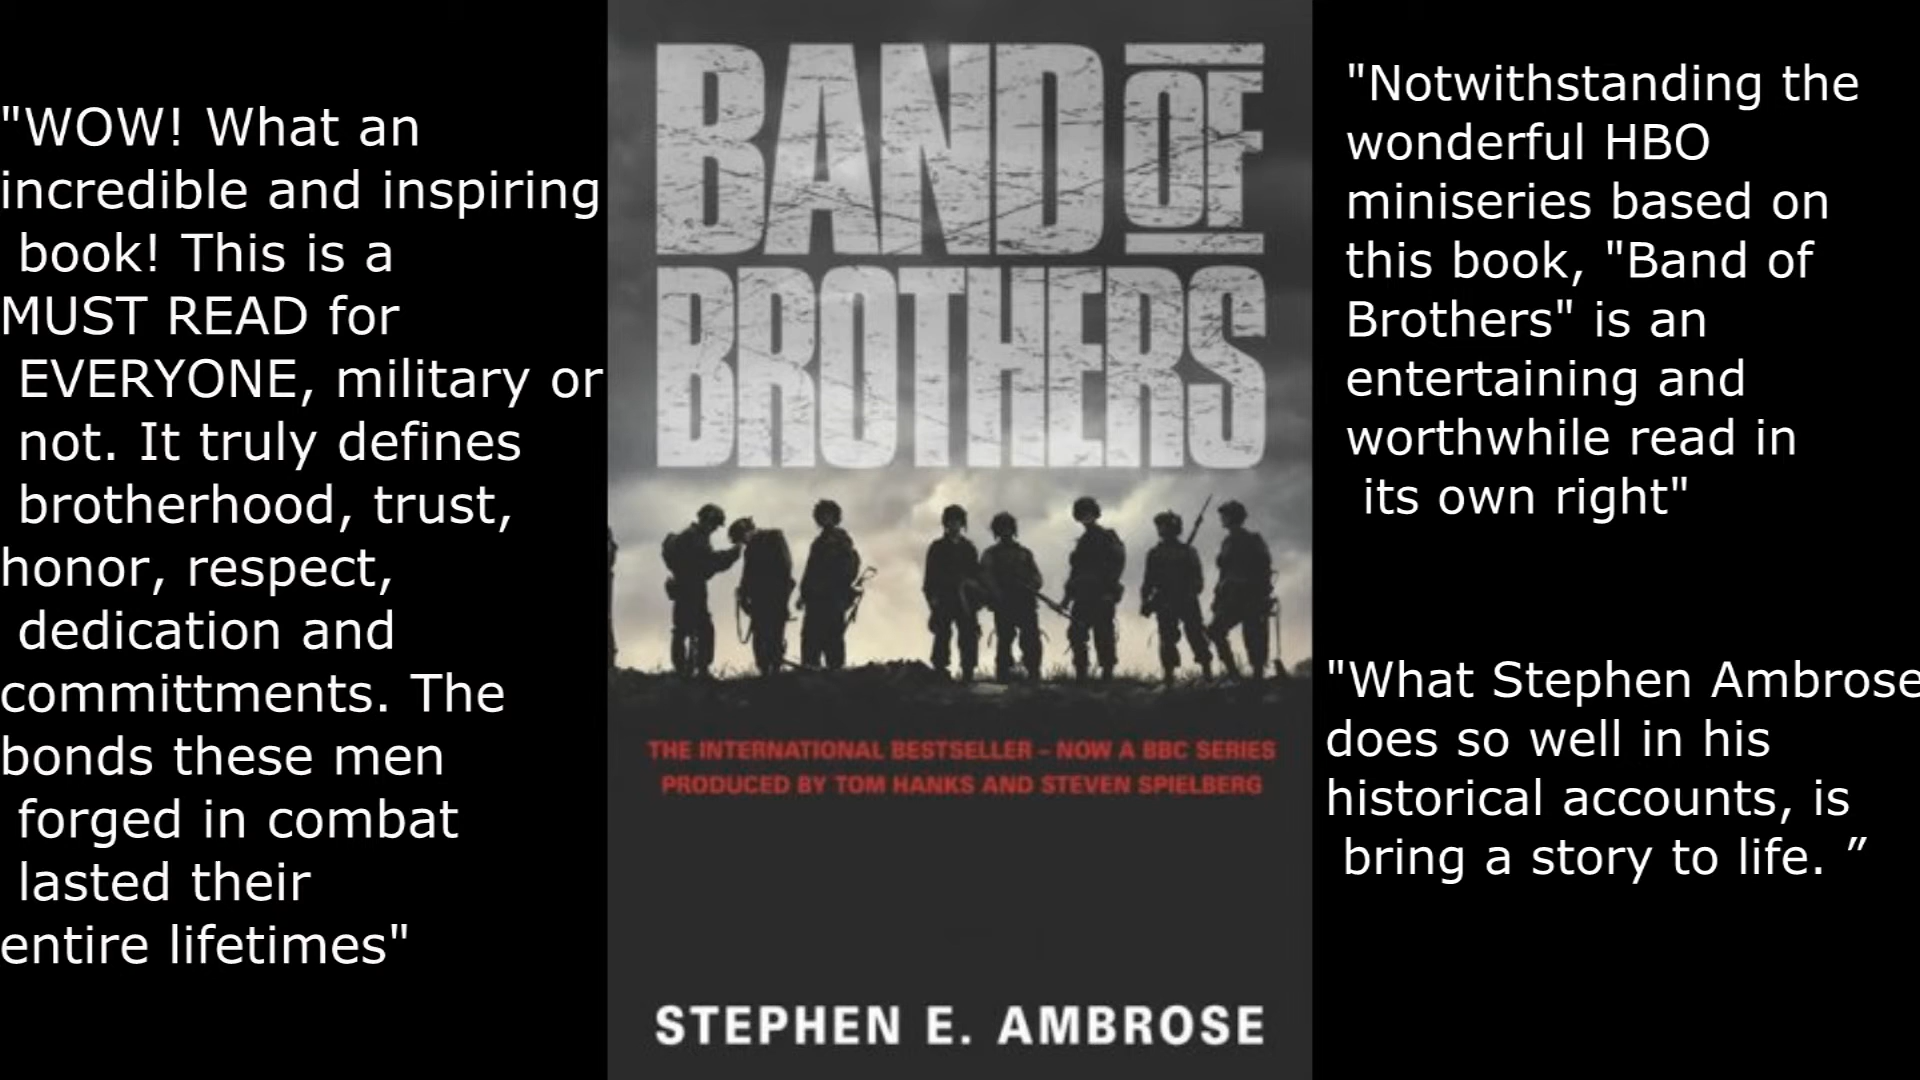 "WOW! What an
incredible and inspiring
book! This is a
MUST READ for
EVERYONE, military or
not. It truly defines
brotherhood, trust,
honor, respect,
dedication and
committments. The
bonds these men
forged in combat
lasted their
entire lifetimes"
BAND OF
BROTHERS
THE INTERNATIONAL BESTSELLER - NOW A BBC SERIES
PRODUCED BY TOM HANKS AND STEVEN SPIELBERG
STEPHEN E. AMBROSE
"Notwithstanding the
wonderful HBO
miniseries based on
this book, "Band of
Brothers" is an
entertaining and
worthwhile read in
its own right"
"What Stephen Ambrose
does so well in his
historical accounts, is
bring a story to life. ”